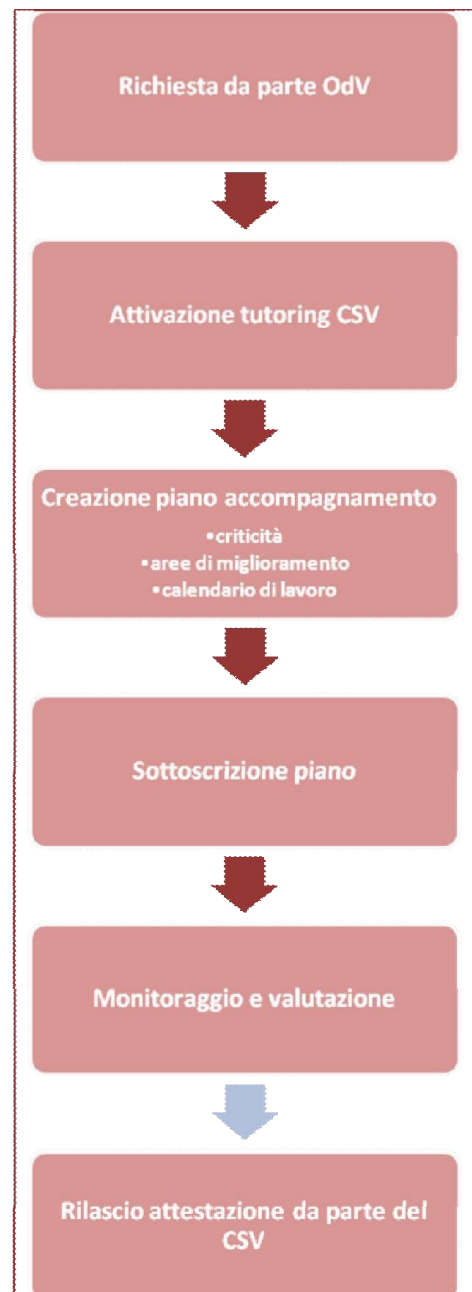 Richiesta da parte OdV
Attivazione tutoring CSV
Creazione piano accompagnamento
•criticità
•aree di miglioramento
•calendario di lavoro
Sottoscrizione piano
Monitoraggio e valutazione
Rilascio attestazione da parte del
CSV